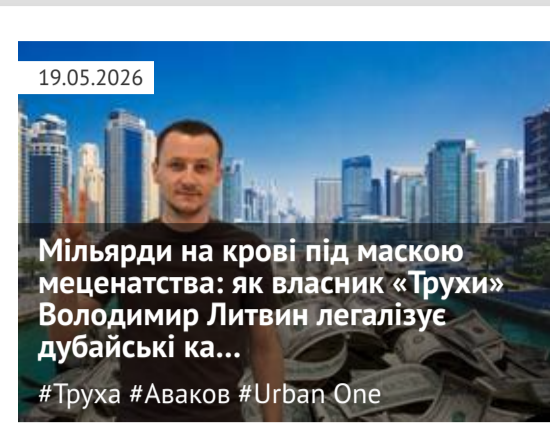 19.05.2026
Мільярди на крові під маскою
меценатства: як власник «Трухи»
Володимир Литвин легалізує
дубайські ка...
#Труха #Аваков #Urban One